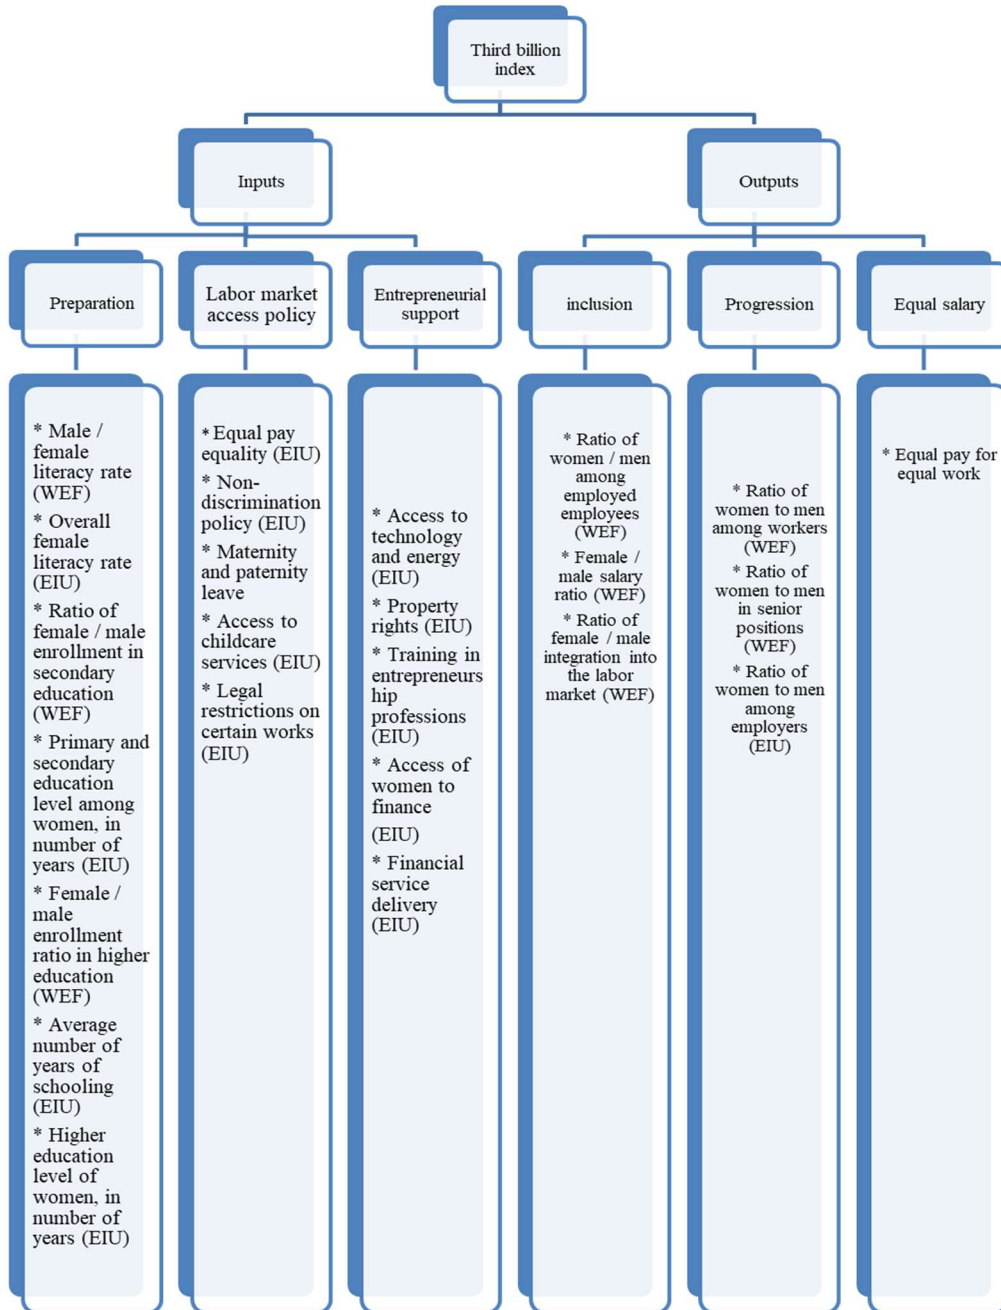 Third billion
index
Inputs
Outputs
Preparation
Labor market
access policy
Entrepreneurial
support
inclusion
Progression
Equal salary
* Male /
female
literacy rate
(WEF)
* Overall
female
literacy rate
(EIU)
* Ratio of
female / male
enrollment in
secondary
education
(WEF)
* Primary and
secondary
education
level among
women, in
number of
years (EIU)
* Female /
male
enrollment
ratio in higher
education
(WEF)
* Average
number of
years of
schooling
(EIU)
* Higher
education
level of
women, in
number of
years (EIU)
* Equal pay
equality (EIU)
* Non-
discrimination
policy (EIU)
* Maternity
and paternity
leave
* Access to
childcare
services (EIU)
* Legal
restrictions on
certain works
(EIU)
* Access to
technology
and energy
(EIU)
* Property
rights (EIU)
* Training in
entrepreneurs
hip
professions
(EIU)
* Access of
women to
finance
(EIU)
* Financial
service
delivery
(EIU)
* Ratio of
women / men
among
employed
employees
(WEF)
* Female /
male salary
ratio (WEF)
* Ratio of
female / male
integration into
the labor
market (WEF)
* Ratio of
women to men
among workers
(WEF)
* Ratio of
women to men
in senior
positions
(WEF)
* Ratio of
women to men
among
employers
(EIU)
* Equal pay for
equal work